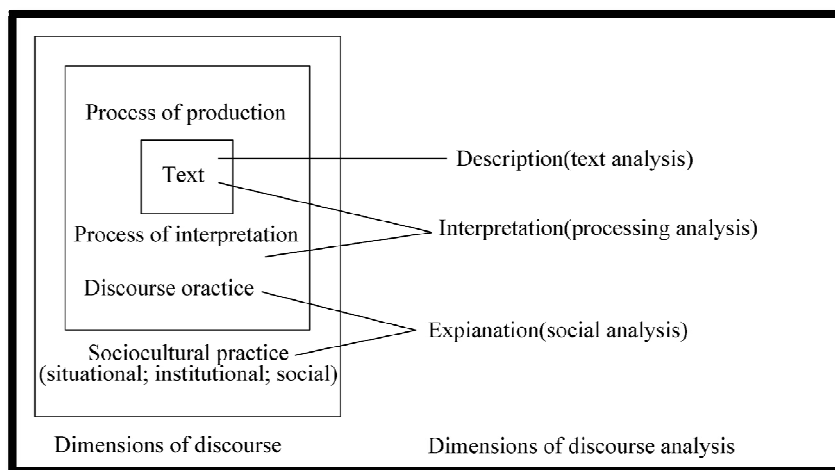 Process of production
Text
Description(text analysis)
Process of interpretation
Interpretation(processing analysis)
Discourse oractice
Expianation(social analysis)
Sociocultural practice
(situational; institutional; social)
Dimensions of discourse
Dimensions of discourse analysis